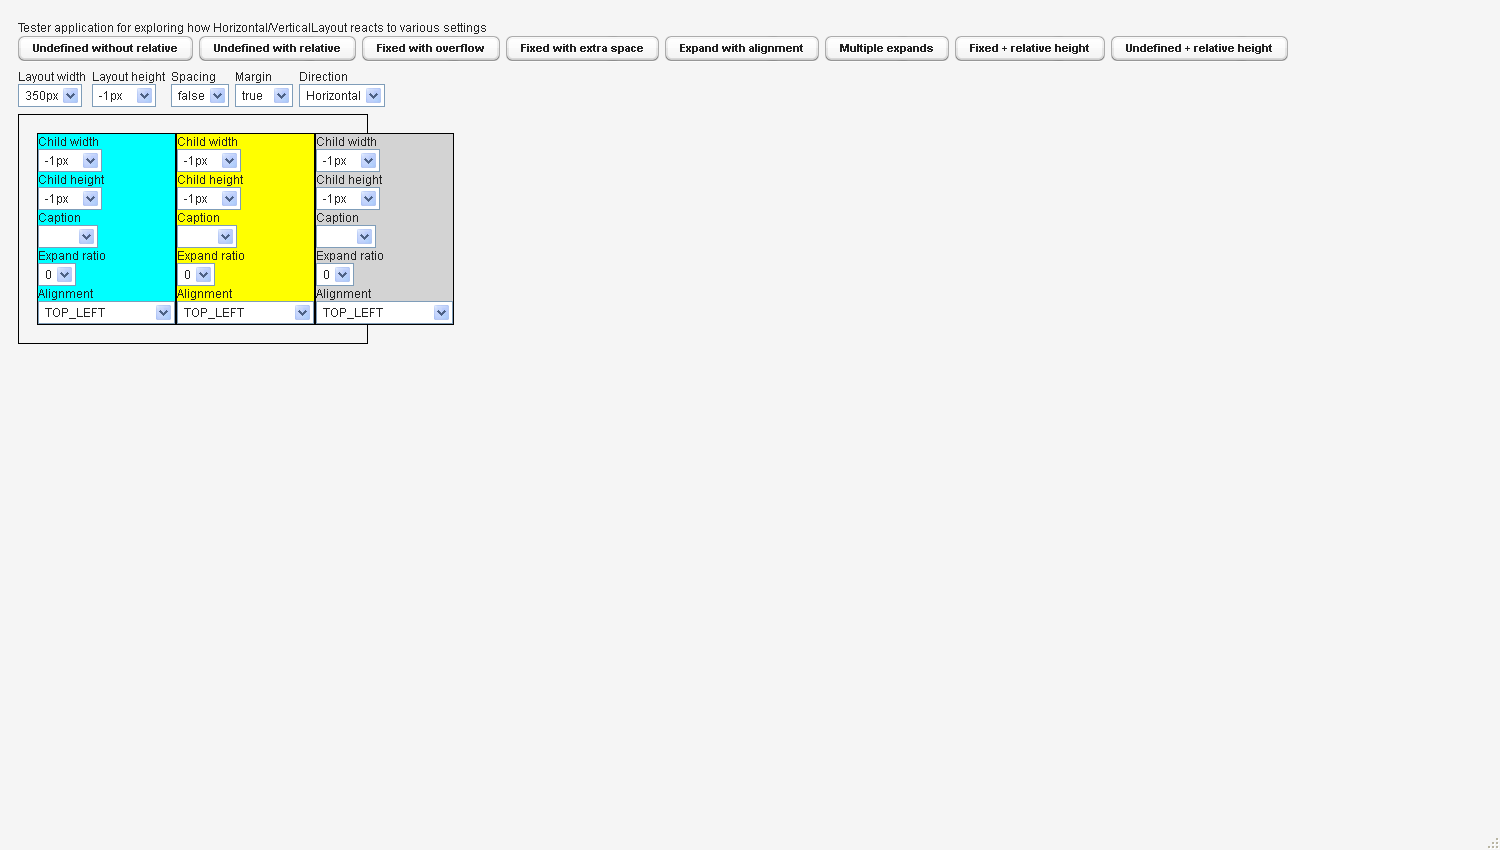 Tester application for exploring how Horizontal/VerticalLayout reacts to various settings
Undefined without relative Undefined with relative Fixed with overflow Fixed with extra space Expand with alignment Multiple expands Fixed + relative height Undefined + relative height
Layout width Layout height Spacing Margin Direction
350px -1px false true Horizontal
Child width Child width Child width
-1px -1px -1px
Child height Child height Child height
-1px -1px -1px
Caption Caption Caption
Expand ratio Expand ratio Expand ratio
0 0 0
Alignment Alignment Alignment
TOP_LEFT TOP_LEFT TOP_LEFT